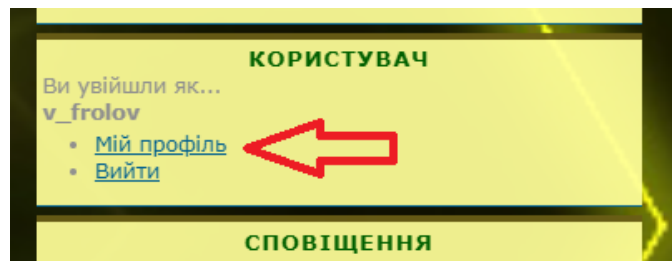 КОРИСТУВАЧ
Ви увійшли як...
v_frolov
Мій профіль
Вийти
СПОВІЩЕННЯ